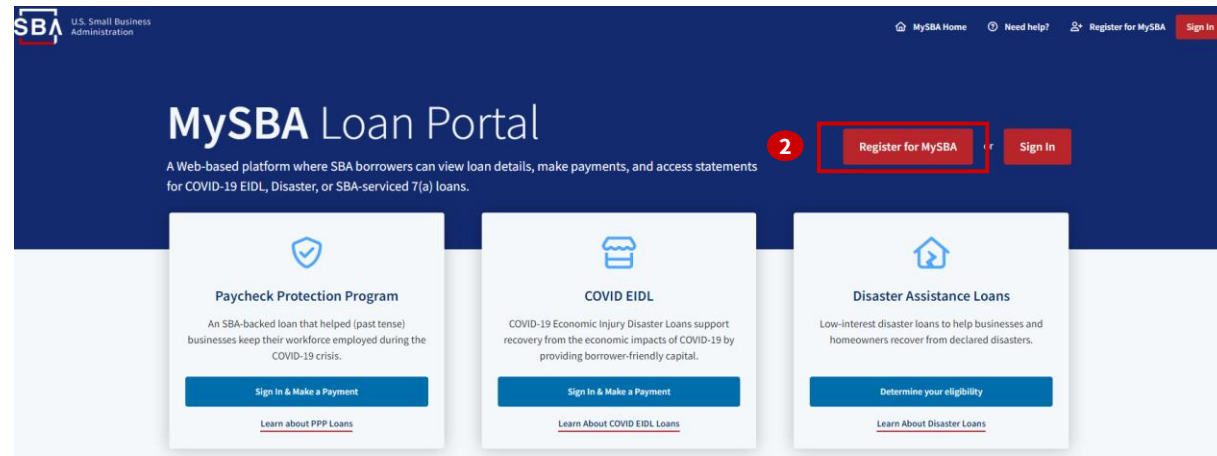 SBA
U.S. Small Business
Administration
MySBA Home
Need help?
Register for MySBA
Sign In
MySBA Loan Portal
A Web-based platform where SBA borrowers can view loan details, make payments, and access statements
for COVID-19 EIDL, Disaster, or SBA-serviced 7(a) loans.
2
Register for MySBA
Sign In
Paycheck Protection Program
An SBA-backed loan that helped (past tense)
businesses keep their workforce employed during the
COVID-19 crisis.
Sign In & Make a Payment
Learn about PPP Loans
COVID EIDL
COVID-19 Economic Injury Disaster Loans support
recovery from the economic impacts of COVID-19 by
providing borrower-friendly capital.
Sign In & Make a Payment
Learn About COVID EIDL Loans
Disaster Assistance Loans
Low-interest disaster loans to help businesses and
homeowners recover from declared disasters.
Determine your eligibility
Learn About Disaster Loans